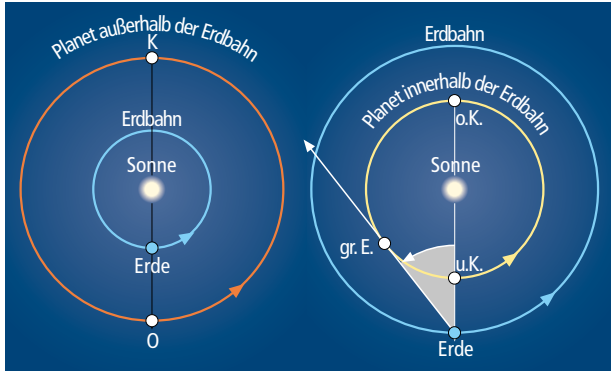 Planet außerhalb der Erdbahn
K
Erdbahn
Sonne
Erde
O
Erdbahn
Planet innerhalb der Erdbahn
o.K.
Sonne
gr. E.
u.K.
Erde